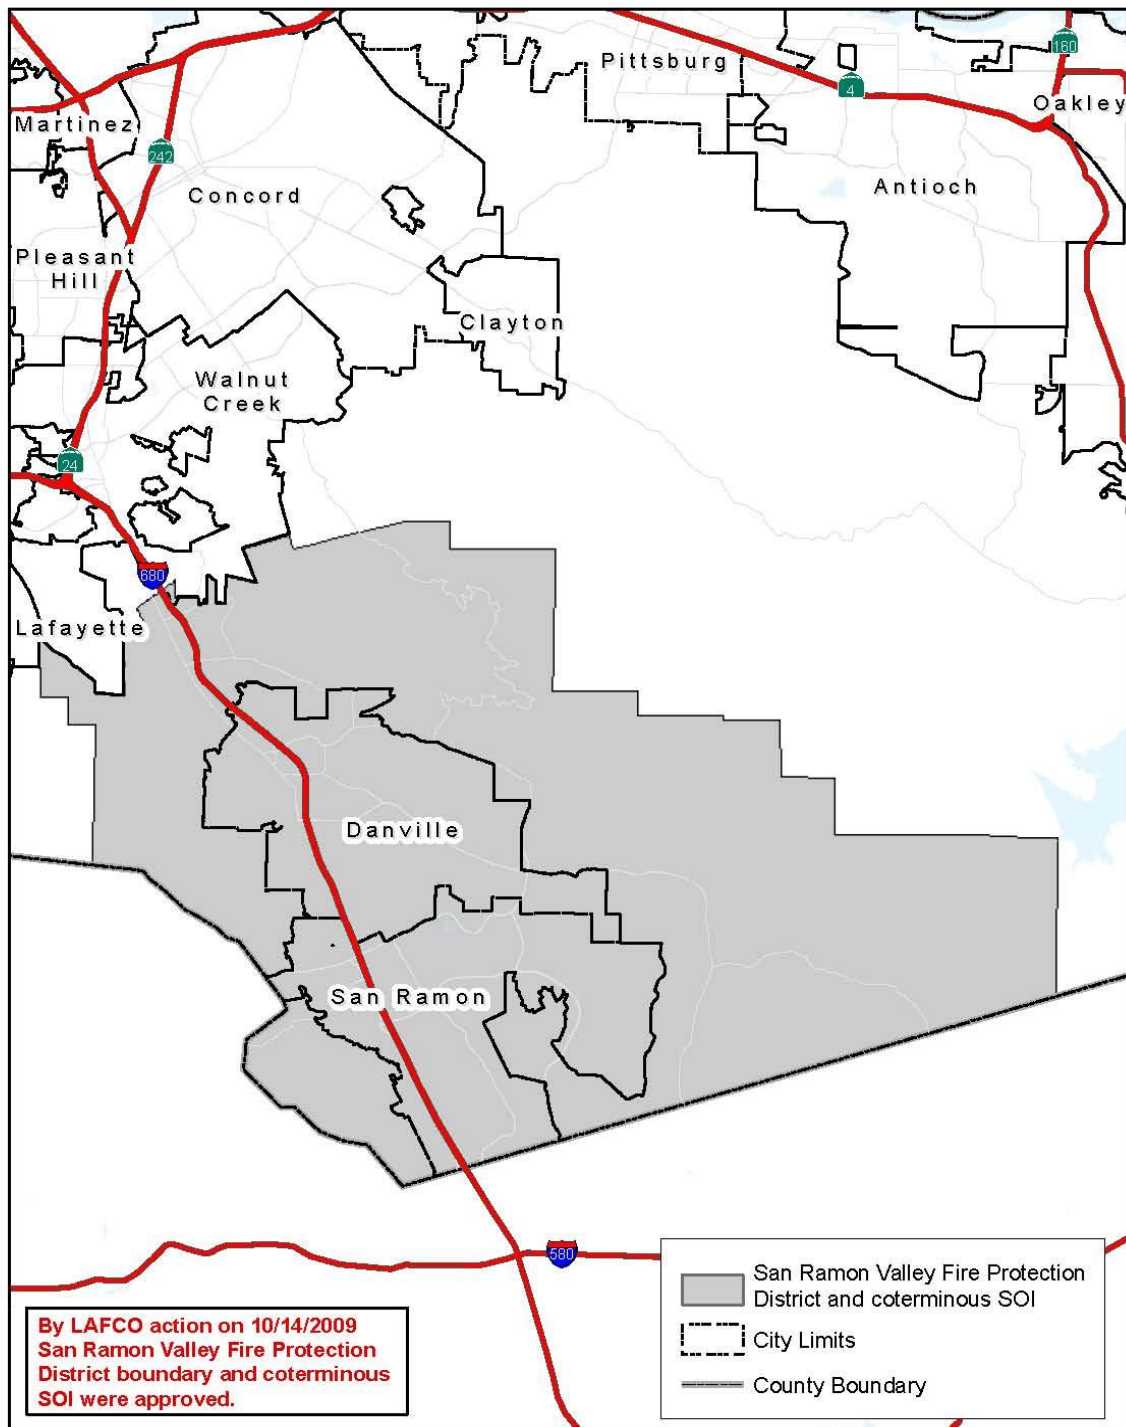 Pittsburg
160
4
Oakley
Martinez
242
Concord
Antioch
Pleasant
Hill
Clayton
Walnut
Creek
24
680
Lafayette
Danville
San Ramon
580
San Ramon Valley Fire Protection
District and coterminous SOI
City Limits
County Boundary
By LAFCO action on 10/14/2009
San Ramon Valley Fire Protection
District boundary and coterminous
SOI were approved.